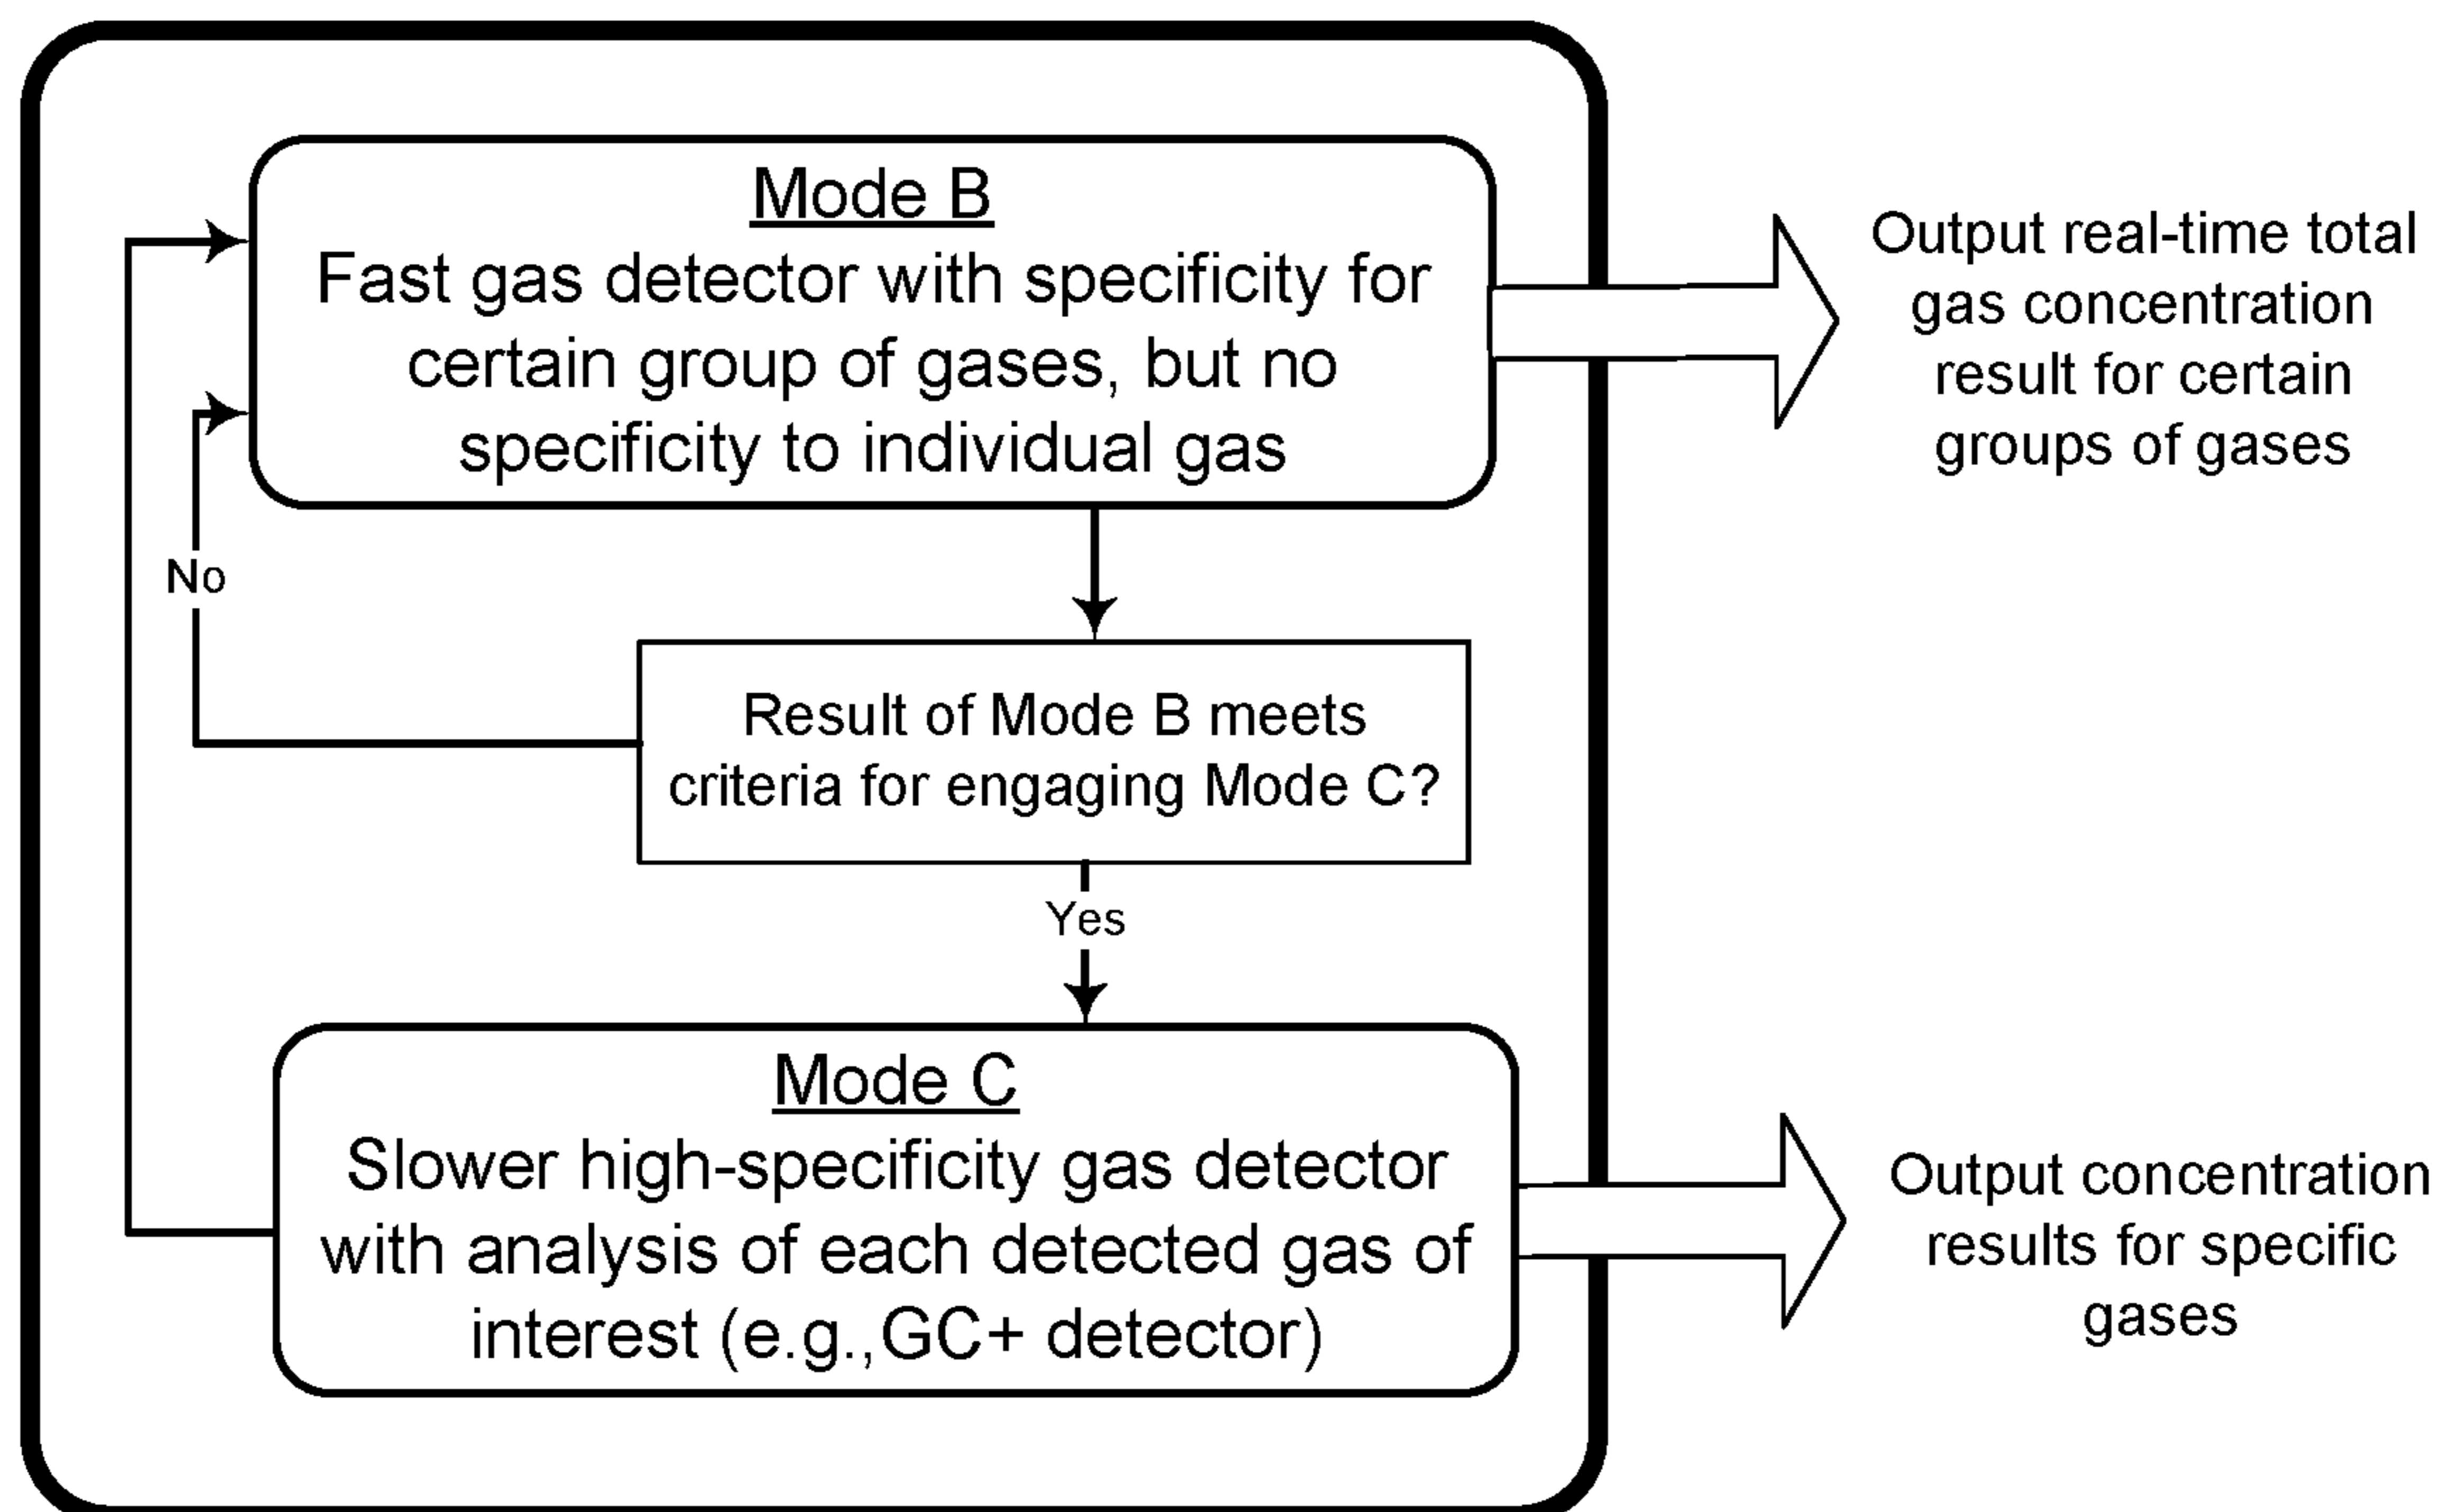 Mode B
Fast gas detector with specificity for
certain group of gases, but no
specificity to individual gas
Output real-time total
gas concentration
result for certain
groups of gases
No
Result of Mode B meets
criteria for engaging Mode C?
Yes
Mode C
Slower high-specificity gas detector
with analysis of each detected gas of
interest (e.g.,GC+ detector)
Output concentration
results for specific
gases